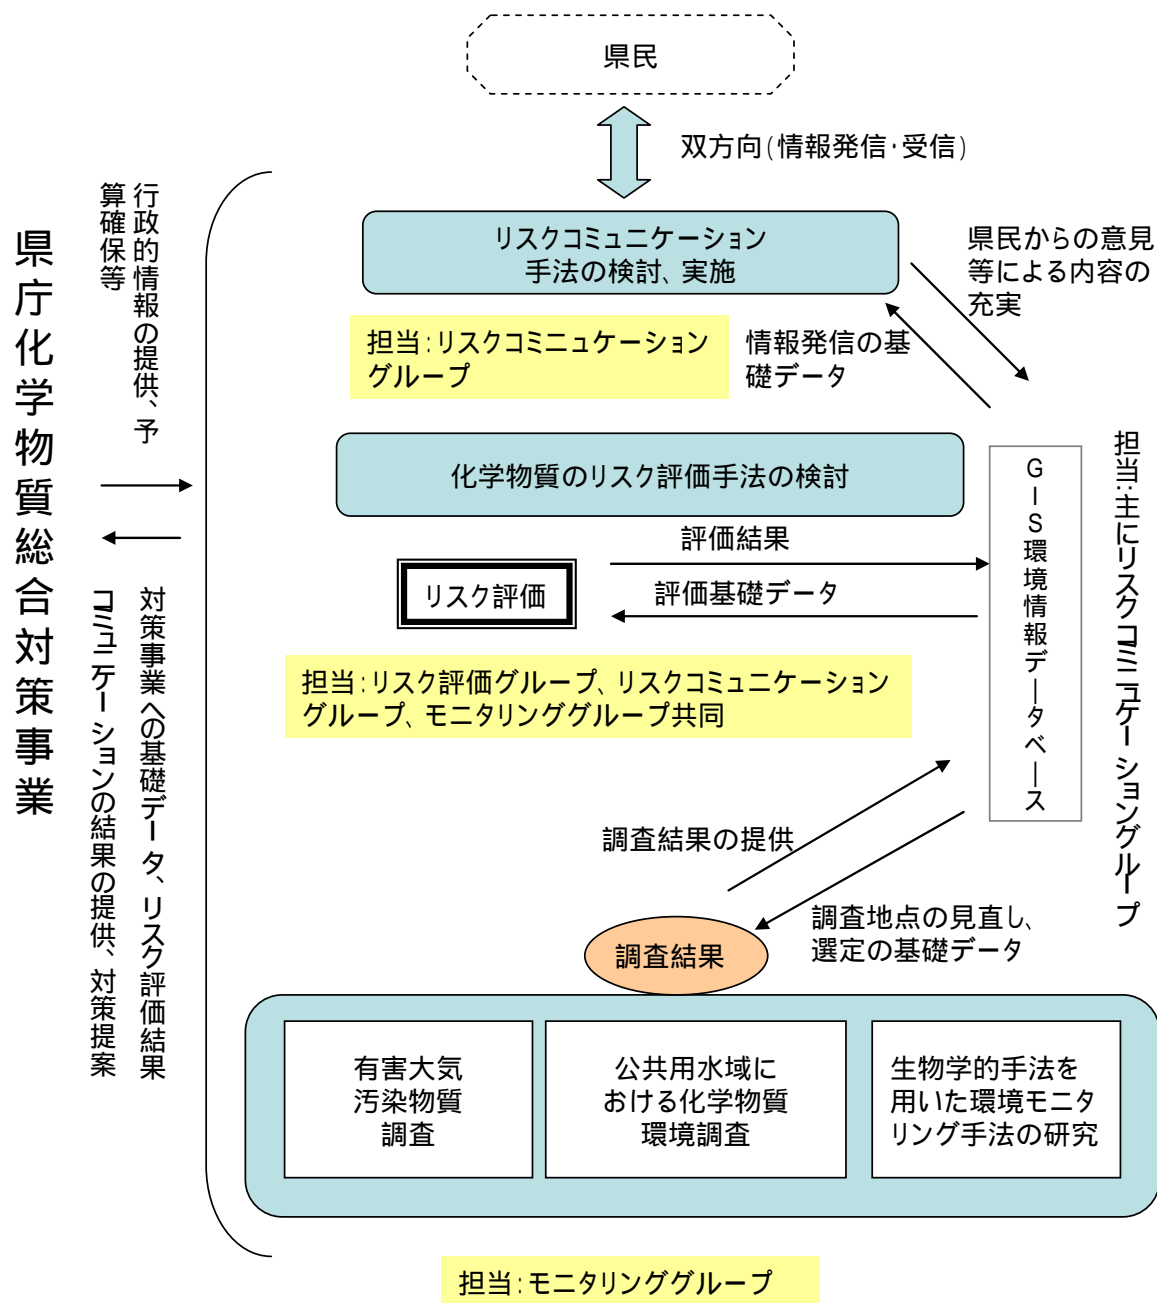 県民
双方向(情報発信・受信)
県庁化学物質総合対策事業
行政的情報の提供、予
算確保等
対策事業への基礎データ、リスク評価結果
コミュニケーションの結果の提供、対策提案
リスクコミュニケーション
手法の検討、実施
県民からの意見
等による内容の
充実
担当:リスクコミニュケーション
グループ
情報発信の基
礎データ
化学物質のリスク評価手法の検討
GIS環境情報データベース
担当:主にリスクコミニュケーショングループ
評価結果
リスク評価
評価基礎データ
担当:リスク評価グループ、リスクコミュニケーション
グループ、モニタリンググループ共同
調査結果の提供
調査地点の見直し、
選定の基礎データ
調査結果
有害大気
汚染物質
調査
公共用水域に
おける化学物質
環境調査
生物学的手法を
用いた環境モニタ
リング手法の研究
担当:モニタリンググループ